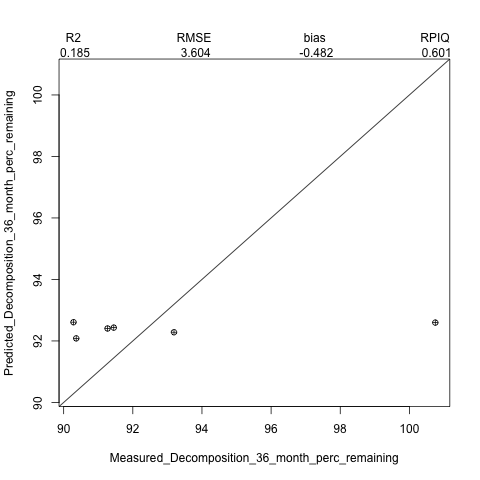 R2 RMSE bias RPIQ
0.185 3.604 -0.482 0.601
Predicted_Decomposition_36_month_perc_remaining
100
98
96
94
92
90
90 92 94 96 98 100
Measured_Decomposition_36_month_perc_remaining